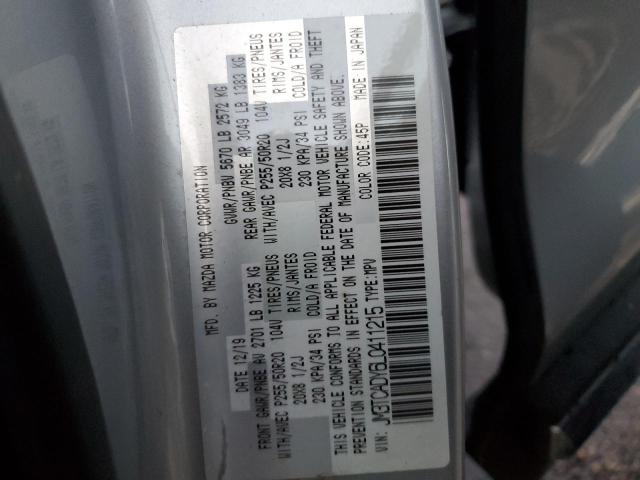 MFD. BY MAZDA MOTOR CORPORATION
DATE 12/19 GVWR/PNBV 5670 LB 2572 KG
FRONT GAWR/PNBE AV 2701 LB 1225 KG REAR GAWR/PNBE AR 3049 LB 1383 KG
WITH/AVEC P255/50R20 104V TIRES/PNEUS WITH/AVEC P255/50R20 104V TIRES/PNEUS
20X8 1/2J RIMS/JANTES 20X8 1/2J RIMS/JANTES
230 KPA/34 PSI COLD/A FROID 230 KPA/34 PSI COLD/A FROID
THIS VEHICLE CONFORMS TO ALL APPLICABLE FEDERAL MOTOR VEHICLE SAFETY AND THEFT
PREVENTION STANDARDS IN EFFECT ON THE DATE OF MANUFACTURE SHOWN ABOVE.
VIN: JM3TCADY6L0411215 TYPE:MPV COLOR CODE:45P MADE IN JAPAN